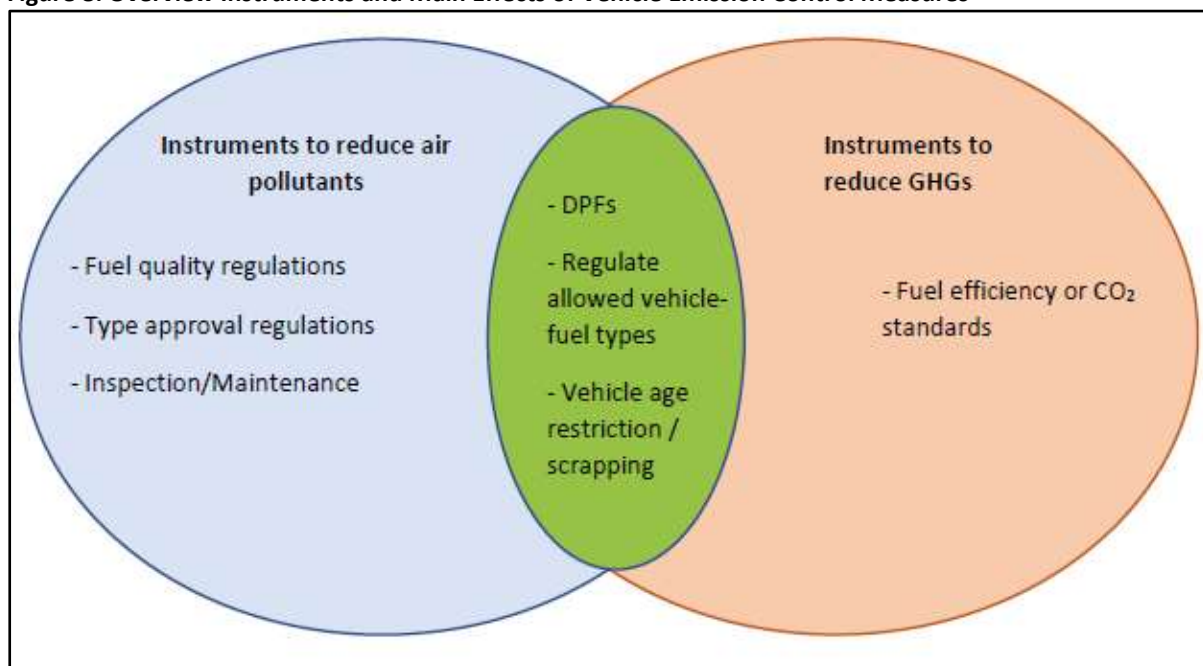 Figure Overview Instruments and Main Effects of Vehicle Emission Control Measures
Instruments to reduce air
pollutants
- Fuel quality regulations
- Type approval regulations
- Inspection/Maintenance
- DPFs
- Regulate
allowed vehicle-
fuel types
- Vehicle age
restriction /
scrapping
Instruments to
reduce GHGs
- Fuel efficiency or CO₂
standards